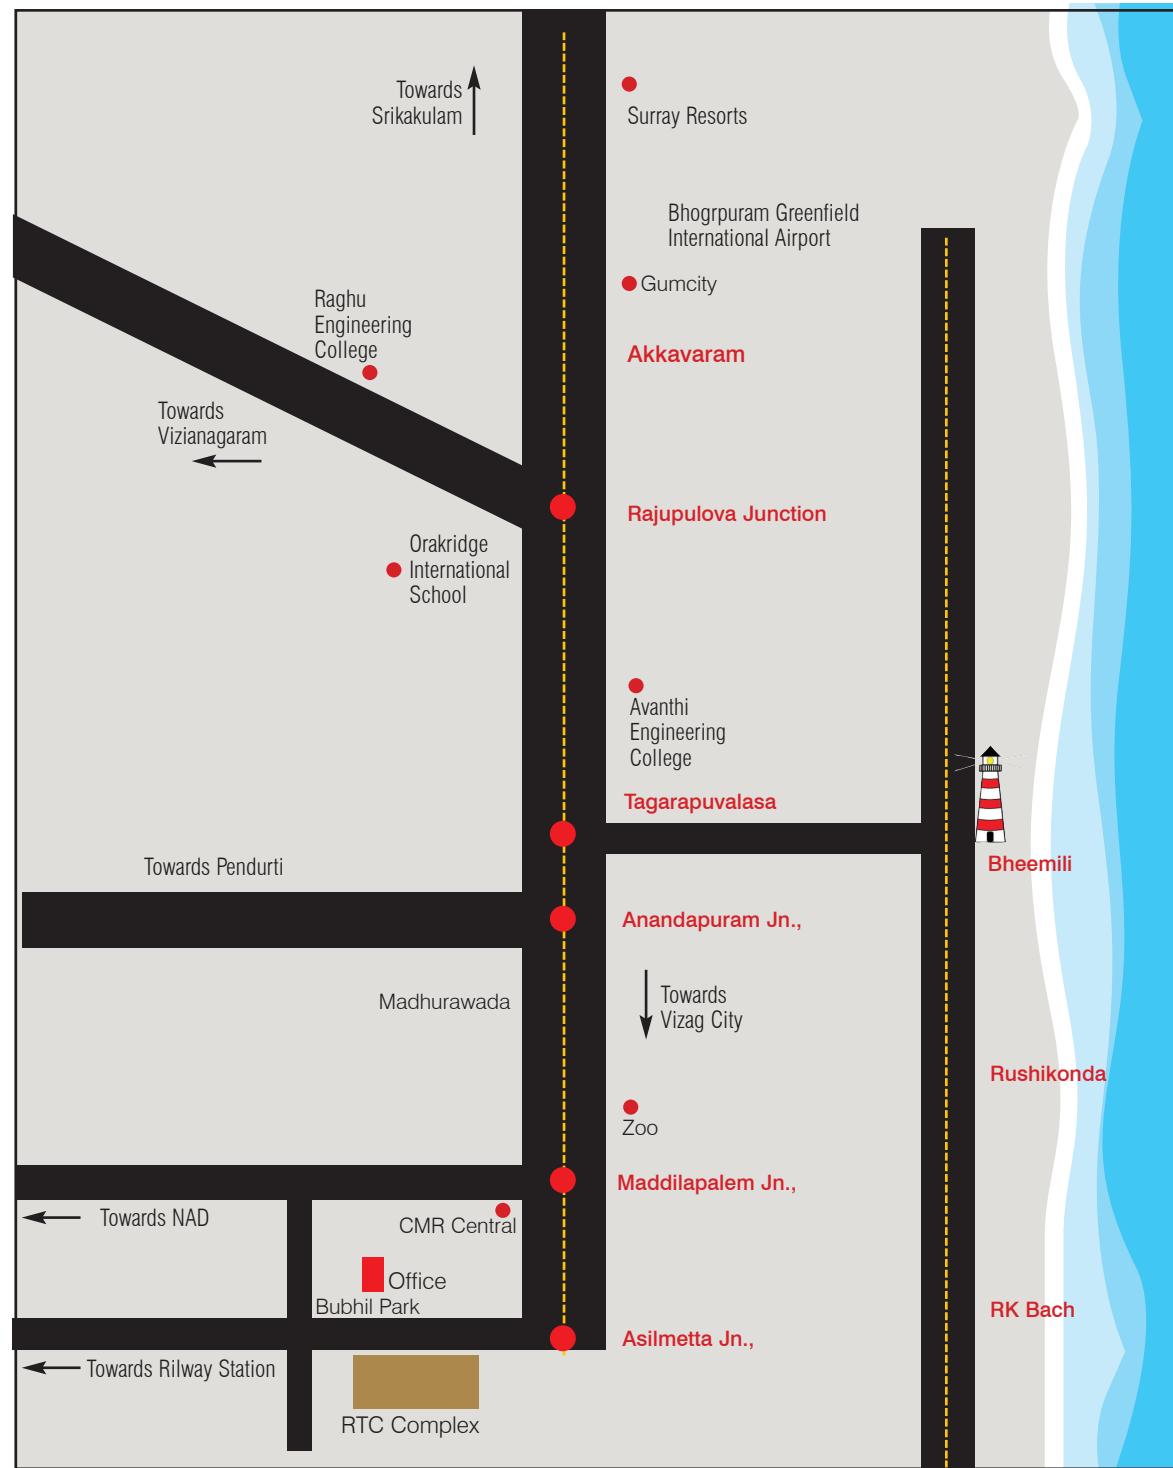 Towards
Srikakulam
Surray Resorts
Bhogrpuram Greenfield
International Airport
Gumcity
Raghu
Engineering
College
Akkavaram
Towards
Vizianagaram
Rajupulova Junction
Orakridge
International
School
Avanthi
Engineering
College
Tagarapuvalasa
Towards Pendurti
Bheemili
Anandapuram Jn.,
Madhurawada
Towards
Vizag City
Rushikonda
Zoo
Maddilapalem Jn.,
Towards NAD
CMR Central
Office
Bubhil Park
RK Bach
Asilmetta Jn.,
Towards Rilway Station
RTC Complex